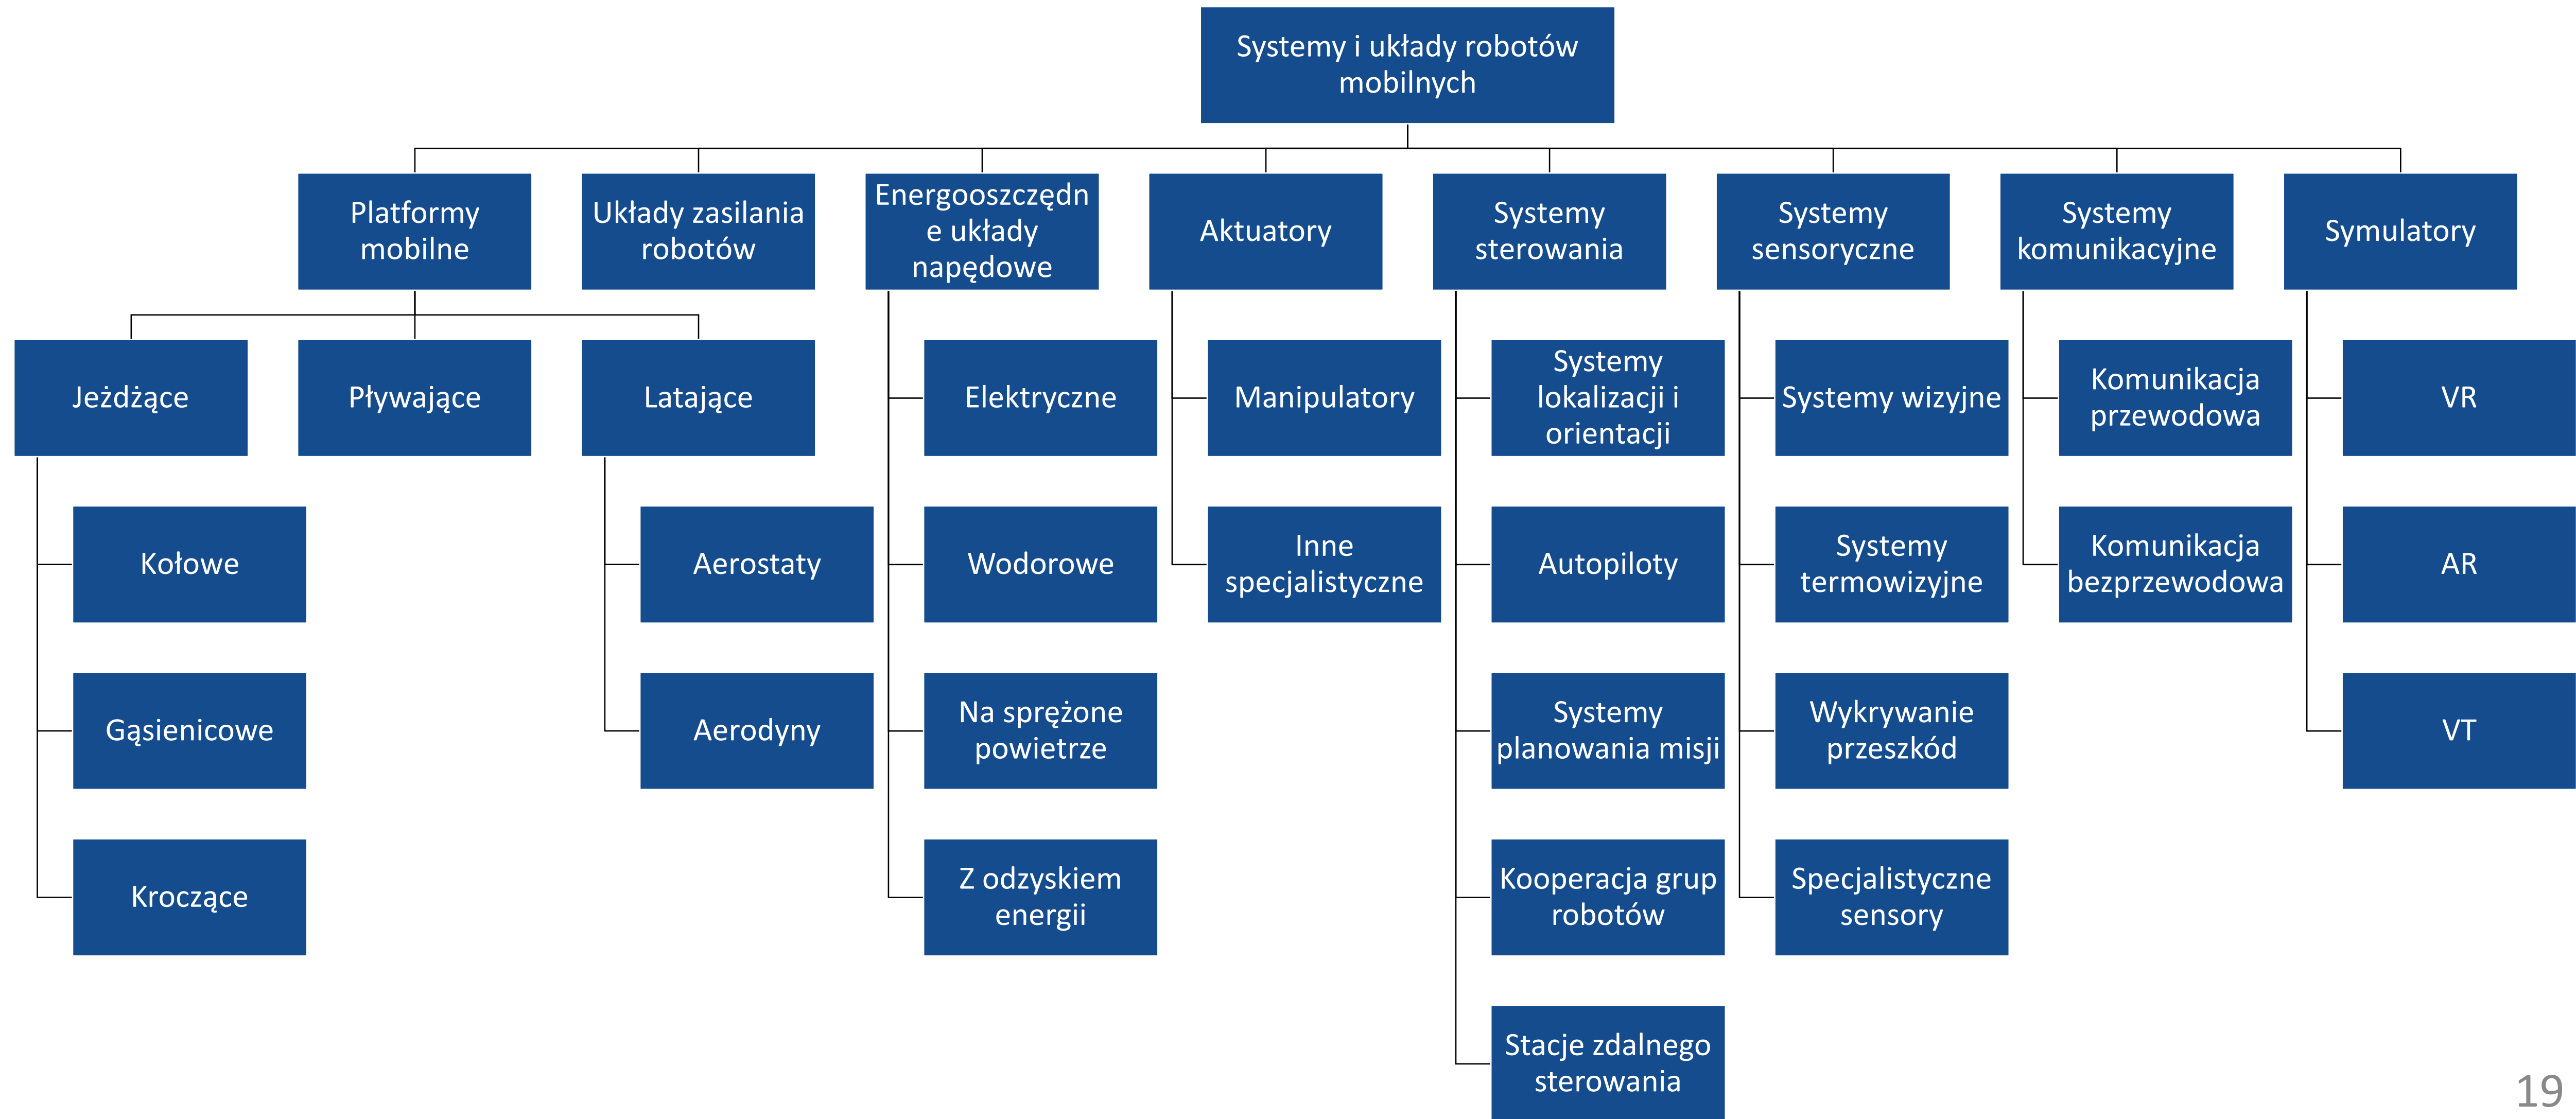 Systemy i układy robotów
mobilnych
Platformy
mobilne
Układy zasilania
robotów
Energooszczędn
e układy
napędowe
Aktuatory
Systemy
sterowania
Systemy
sensoryczne
Systemy
komunikacyjne
Symulatory
Jeżdżące
Pływające
Latające
Elektryczne
Manipulatory
Systemy
lokalizacji i
orientacji
Systemy wizyjne
Komunikacja
przewodowa
VR
Kołowe
Aerostaty
Wodorowe
Inne
specjalistyczne
Autopiloty
Systemy
termowizyjne
Komunikacja
bezprzewodowa
AR
Gąsienicowe
Aerodyny
Na sprężone
powietrze
Systemy
planowania misji
Wykrywanie
przeszkód
VT
Kroczące
Z odzyskiem
energii
Kooperacja grup
robotów
Specjalistyczne
sensory
Stacje zdalnego
sterowania
19